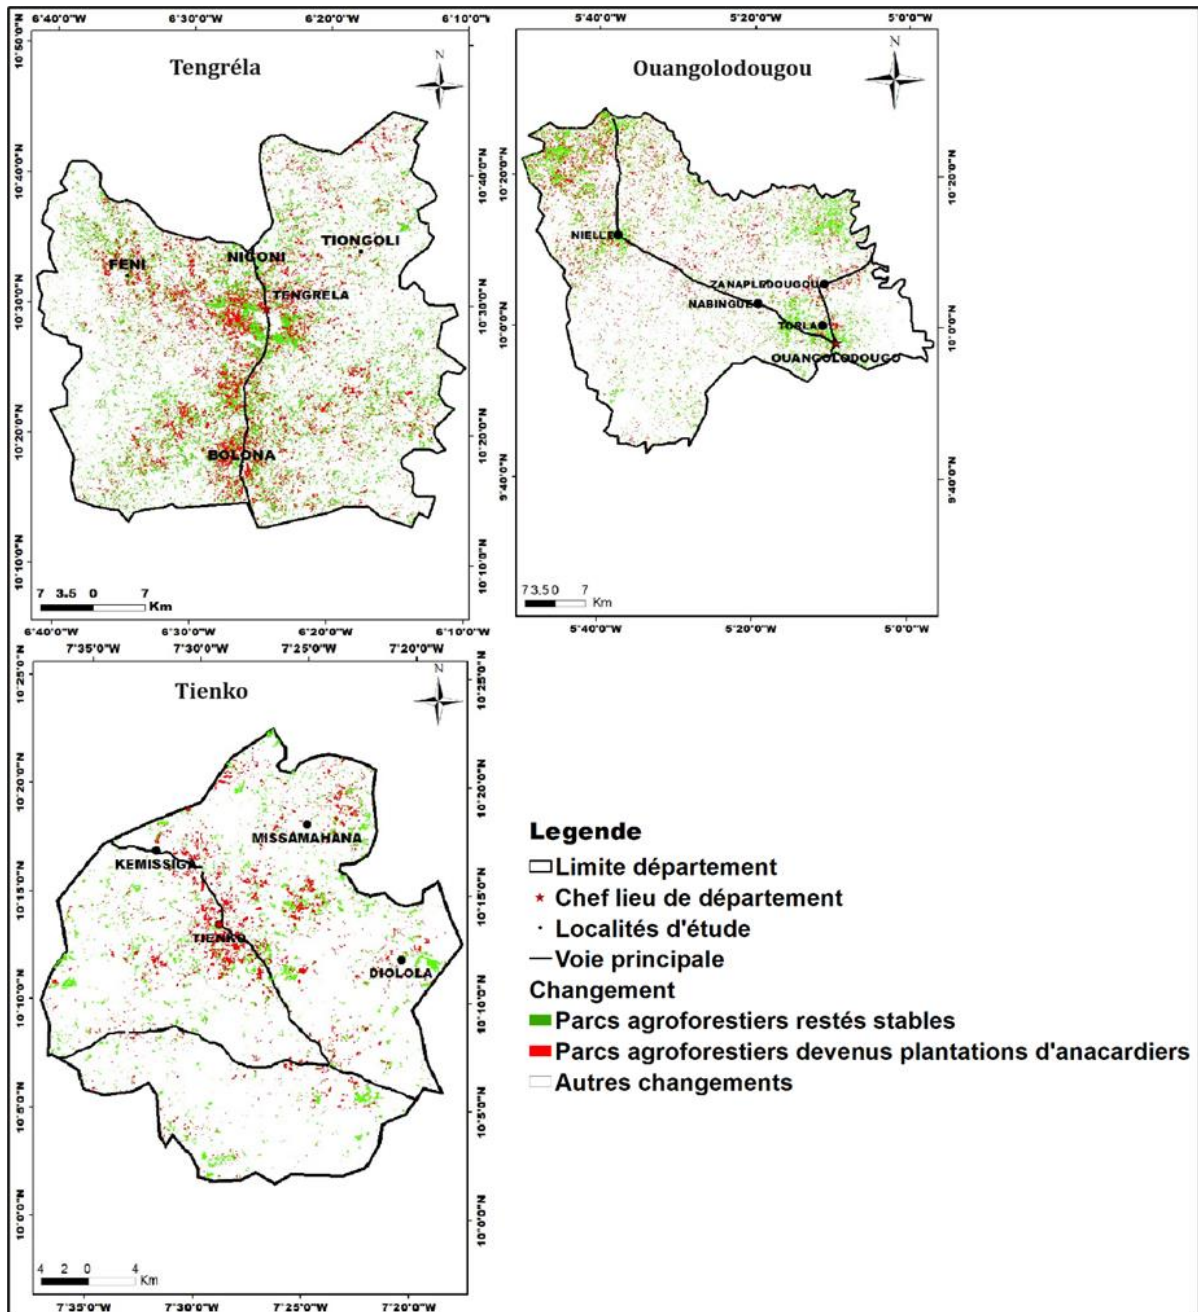 6°40'0"W 6°30'0"W 6°20'0"W 6°10'0"W
10°50'0"N
10°40'0"N
10°30'0"N
10°20'0"N
10°10'0"N
Tengréla
N
10°40'0"N
10°30'0"N
10°20'0"N
10°10'0"N
FENI
NIGONI
TIONGOLI
TENGRELA
BOLONA
7 3.5 0 7
Km
6°40'0"W 6°30'0"W 6°20'0"W 6°10'0"W
5°40'0"W 5°20'0"W 5°0'0"W
Ouangolodougou
N
10°20'0"N
10°0'0"N
9°40'0"N
10°20'0"N
10°0'0"N
9°40'0"N
NIELLE
ZANAPLEDOUGOU
NABINGUE
TORLA
OUANGOLODOUGO
7 3.5 0 7
Km
5°40'0"W 5°20'0"W 5°0'0"W
7°35'0"W 7°30'0"W 7°25'0"W 7°20'0"W
10°25'0"N
10°20'0"N
10°15'0"N
10°10'0"N
10°5'0"N
10°0'0"N
Tienko
N
10°25'0"N
10°20'0"N
10°15'0"N
10°10'0"N
10°5'0"N
10°0'0"N
MISSAMAHANA
KEMISSIGA
TIENKO
DIOLOLA
4 2 0 4
Km
7°35'0"W 7°30'0"W 7°25'0"W 7°20'0"W
Legende
Limite département
Chef lieu de département
Localités d'étude
Voie principale
Changement
Parcs agroforestiers restés stables
Parcs agroforestiers devenus plantations d'anacardiers
Autres changements